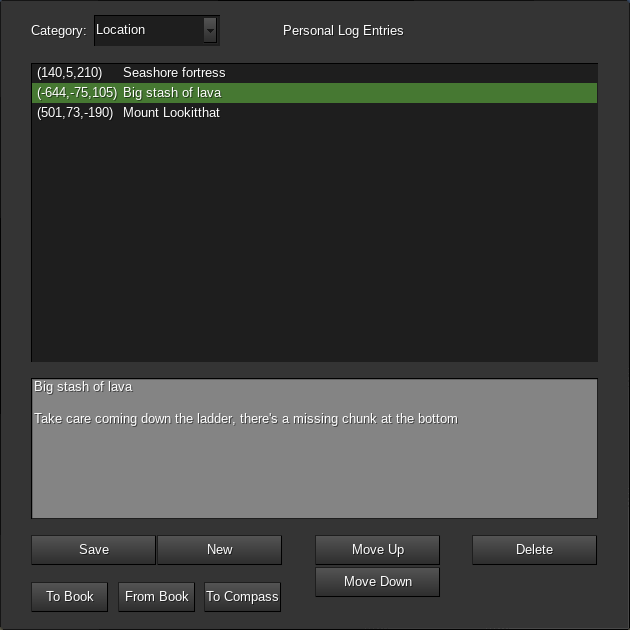 Category: Location Personal Log Entries
(140,5,210) Seashore fortress
(-644,-75,105) Big stash of lava
(501,73,-190) Mount Lookitthat
Big stash of lava
Take care coming down the ladder, there's a missing chunk at the bottom
Save New Move Up Delete
Move Down
To Book From Book To Compass